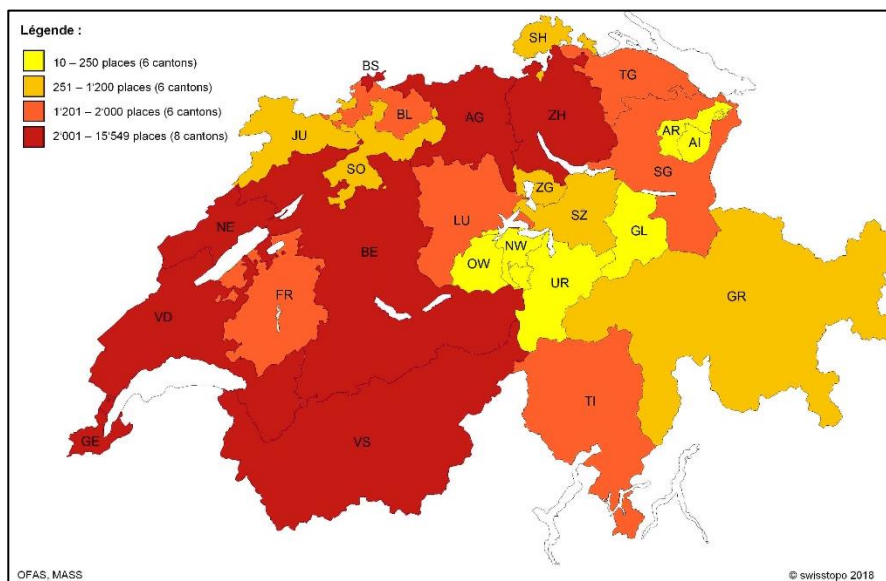 Légende :
10 – 250 places (6 cantons)
251 – 1'200 places (6 cantons)
1'201 – 2'000 places (6 cantons)
2'001 – 15'549 places (8 cantons)
SH
BS
TG
BL
AG
ZH
JU
AR
AI
SO
SG
ZG
SZ
LU
NE
GL
BE
NW
OW
UR
FR
GR
VD
TI
GE
VS
OFAS, MASS
© swisstopo 2018